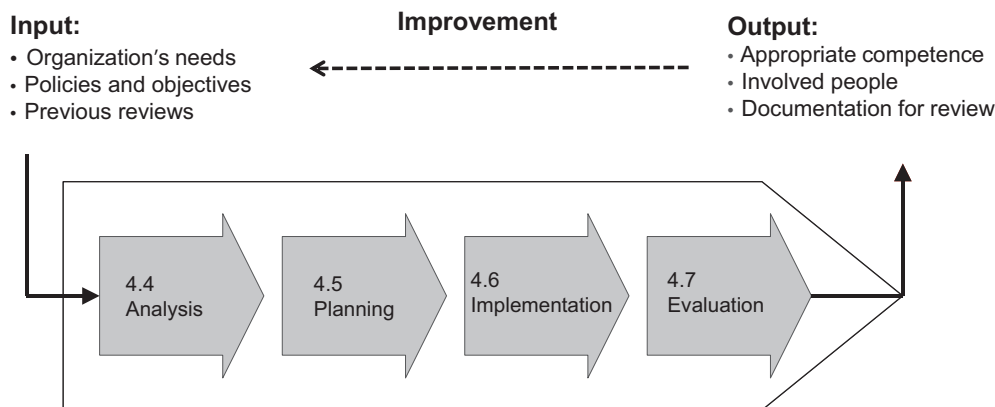 Input:
• Organization's needs
• Policies and objectives
• Previous reviews
Improvement
Output:
• Appropriate competence
• Involved people
• Documentation for review
4.4
Analysis
4.5
Planning
4.6
Implementation
4.7
Evaluation